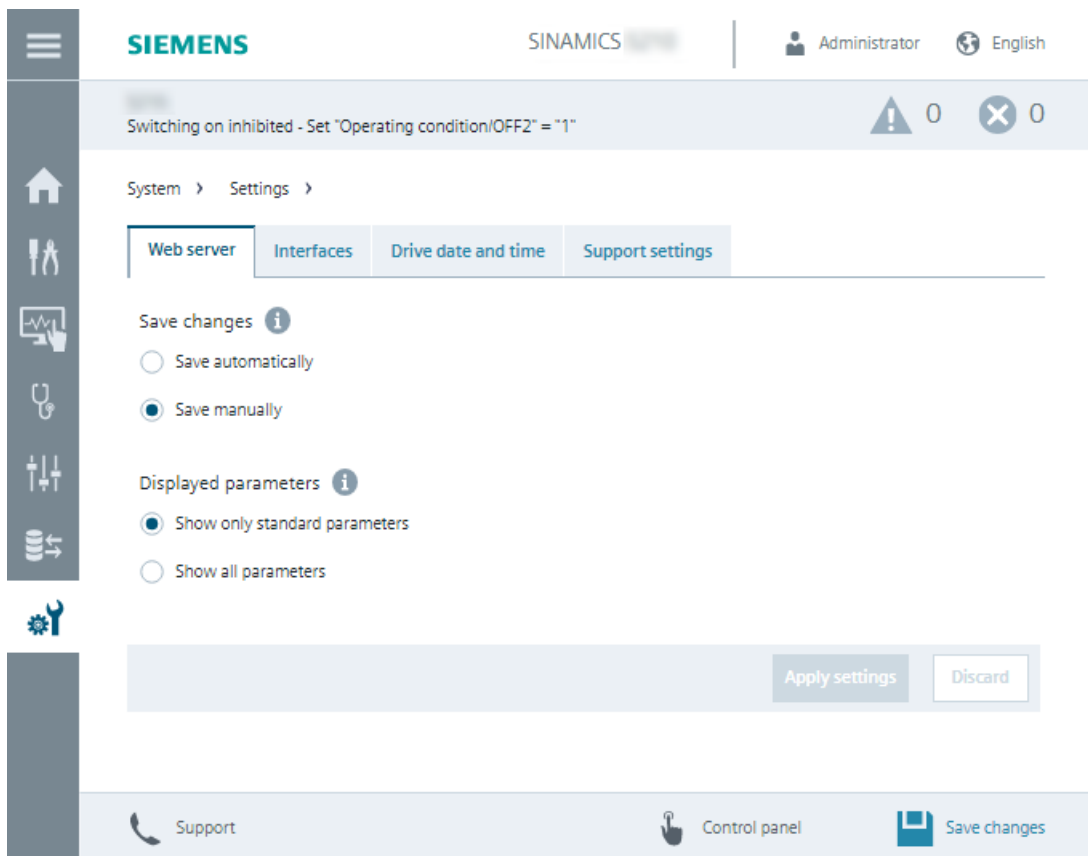 SIEMENS
SINAMICS
Administrator
English
Switching on inhibited - Set "Operating condition/OFF2" = "1"
0
0
System > Settings >
Web server
Interfaces
Drive date and time
Support settings
Save changes
Save automatically
Save manually
Displayed parameters
Show only standard parameters
Show all parameters
Apply settings
Discard
Support
Control panel
Save changes